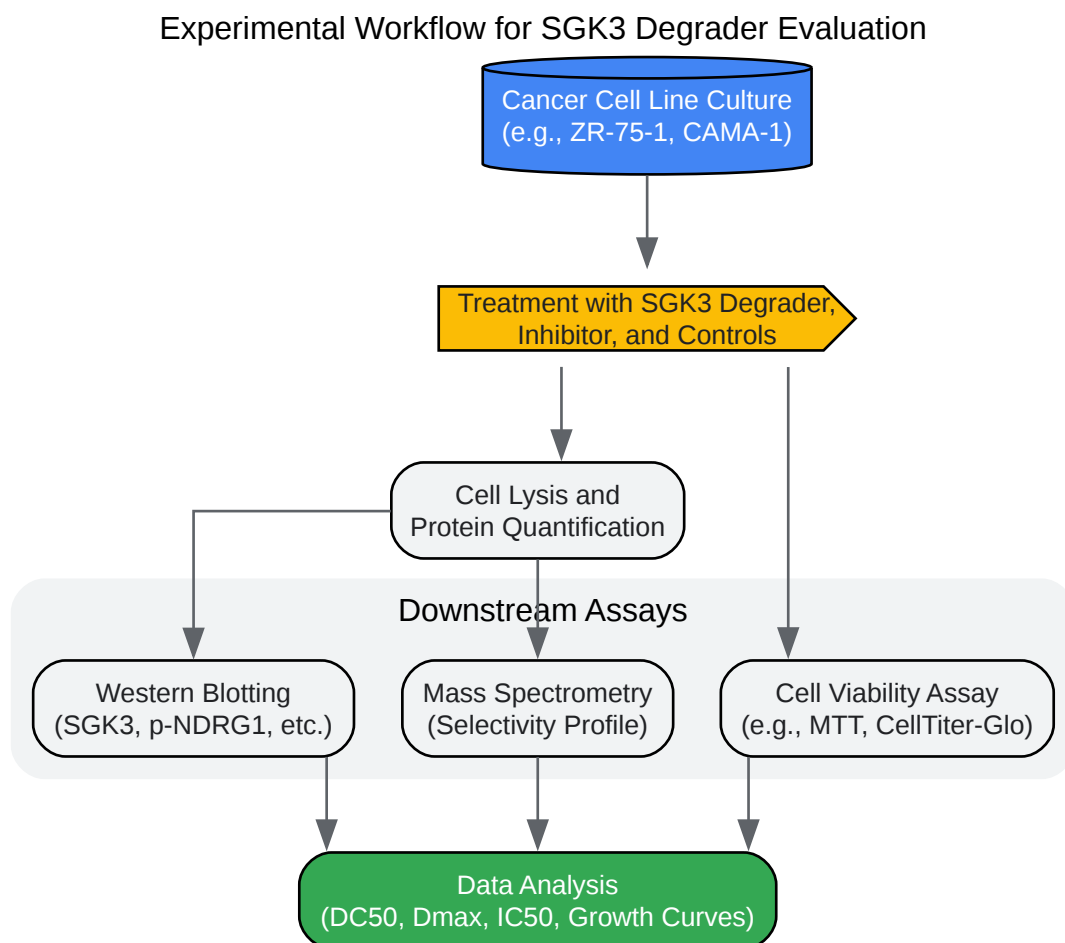 Experimental Workflow for SGK3 Degrader Evaluation
Cancer Cell Line Culture
(e.g., ZR-75-1, CAMA-1)
Treatment with SGK3 Degrader,
Inhibitor, and Controls
Cell Lysis and
Protein Quantification
Downstream Assays
Western Blotting
(SGK3, p-NDRG1, etc.)
Mass Spectrometry
(Selectivity Profile)
Cell Viability Assay
(e.g., MTT, CellTiter-Glo)
Data Analysis
(DC50, Dmax, IC50, Growth Curves)